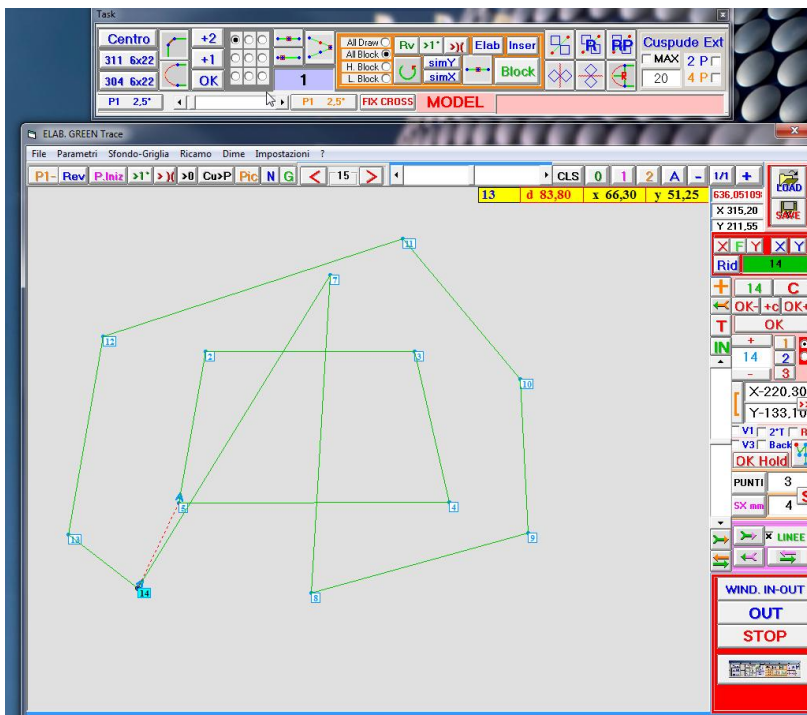 Task
Centro +2 All Draw Rv >1* >)( Elab Inser Cuspude Ext
311 6x22 +1 All Block simY MAX 2 P
304 6x22 OK 1 H. Block L. Block simX Block 20 4 P
P1 2,5* P1 2,5* FIX CROSS MODEL
ELAB. GREEN Trace
File Parametri Sfondo-Griglia Ricamo Dime Impostazioni ?
P1- Rev P.Iniz >1* >)( >0 Cu>P Pic N G < 15 > CLS 0 1 2 A - 1/1 + LOAD
13 d 83,80 x 66,30 y 51,25
X 315,20 SAVE
Y 211,55
X F Y X Y
Rid 14
+ 14 C
OK- +c OK+
T OK
IN + 1
14 2
- 3
[ X-220,30
Y-133,10
V1 2*T R
V3 Back
OK Hold
PUNTI 3
SX mm 4
X LINEE
WIND. IN-OUT
OUT
STOP
11
7
12
2 3
10
4
13 9
14
8